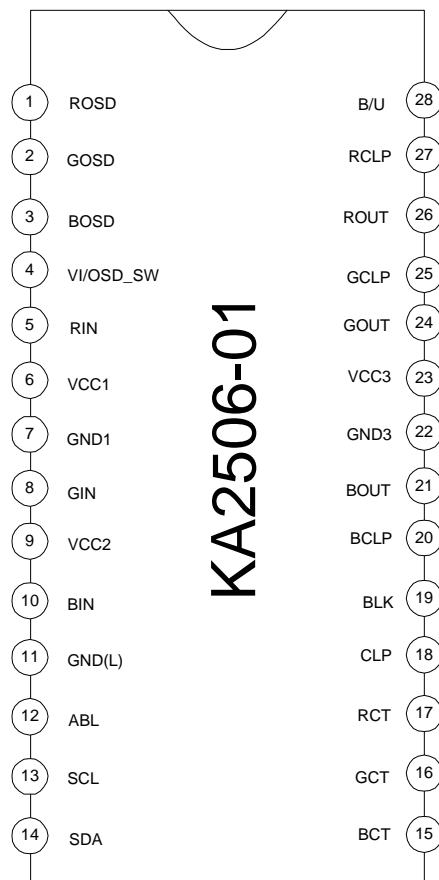 1 ROSD B/U 28
2 GOSD RCLP 27
3 BOSD ROUT 26
4 VI/OSD_SW GCLP 25
5 RIN GOUT 24
6 VCC1 VCC3 23
7 GND1 GND3 22
8 GIN BOUT 21
9 VCC2 BCLP 20
10 BIN BLK 19
11 GND(L) CLP 18
12 ABL RCT 17
13 SCL GCT 16
14 SDA BCT 15
KA2506-01